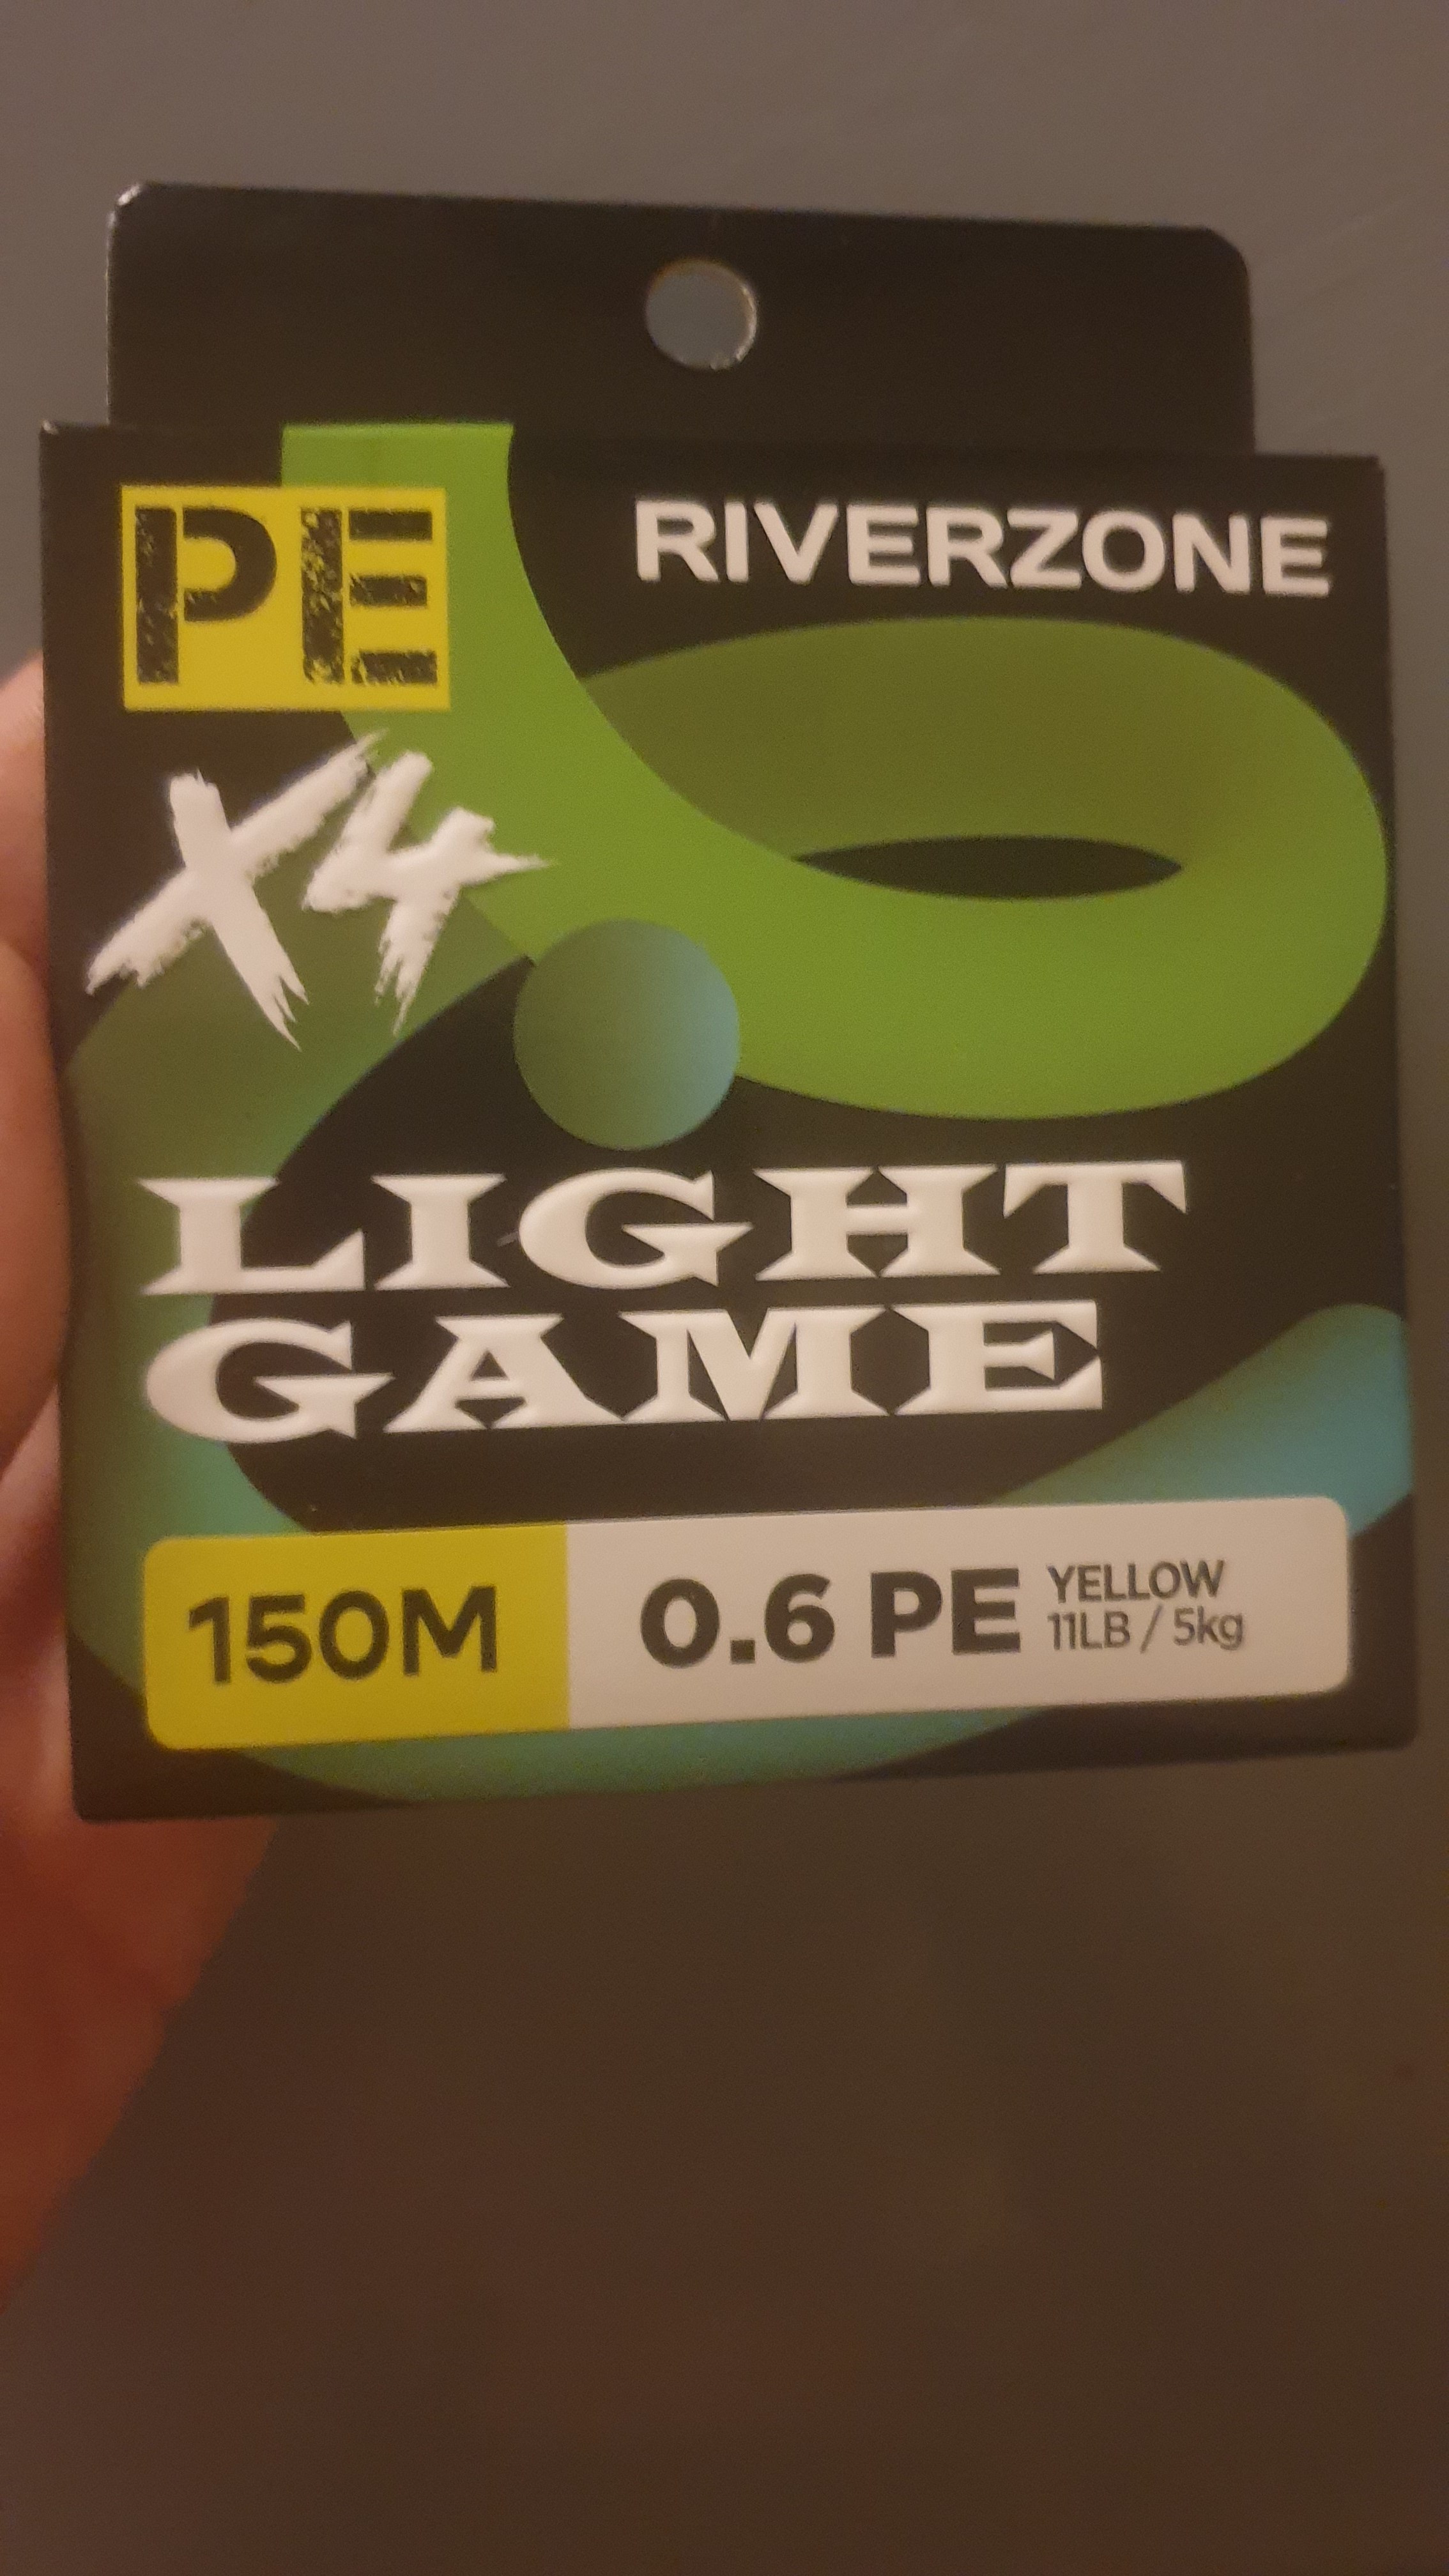 RIVERZONE
PE
X4
LIGHT
GAME
150M
0.6 PE
YELLOW
11LB / 5kg